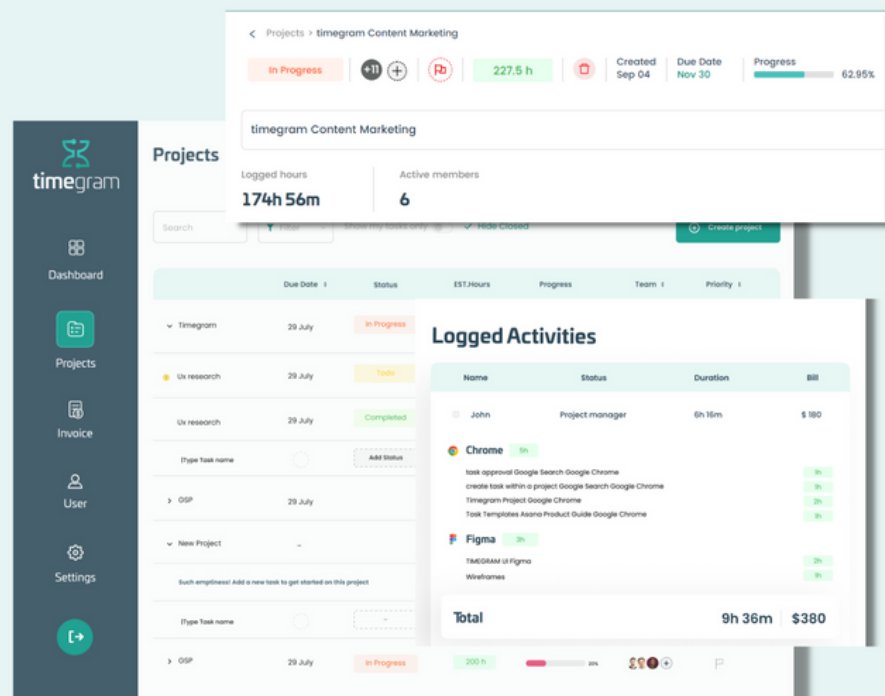 Projects > timegram Content Marketing
In Progress
+11
227.5 h
Created
Sep 04
Due Date
Nov 30
Progress
62.95%
timegram Content Marketing
Logged hours
174h 56m
Active members
6
timegram
Dashboard
Projects
Invoice
User
Settings
Projects
Search
Filter
Show my tasks only
Hide Closed
Create project
Due Date Status EST.Hours Progress Team Priority
Timegram 29 July In Progress
Ux research 29 July Todo
Ux research 29 July Completed
|Type Task name Add Status
GSP 29 July
New Project -
Such emptiness! Add a new task to get started on this project
|Type Task name -
GSP 29 July In Progress 200 h 20%
Logged Activities
Name Status Duration Bill
John Project manager 6h 16m $ 180
Chrome 5h
task approval Google Search Google Chrome 1h
create task within a project Google Search Google Chrome 1h
Timegram Project Google Chrome 2h
Task Templates Asana Product Guide Google Chrome 1h
Figma 3h
TIMEGRAM UI Figma 2h
Wireframes 1h
Total 9h 36m $380